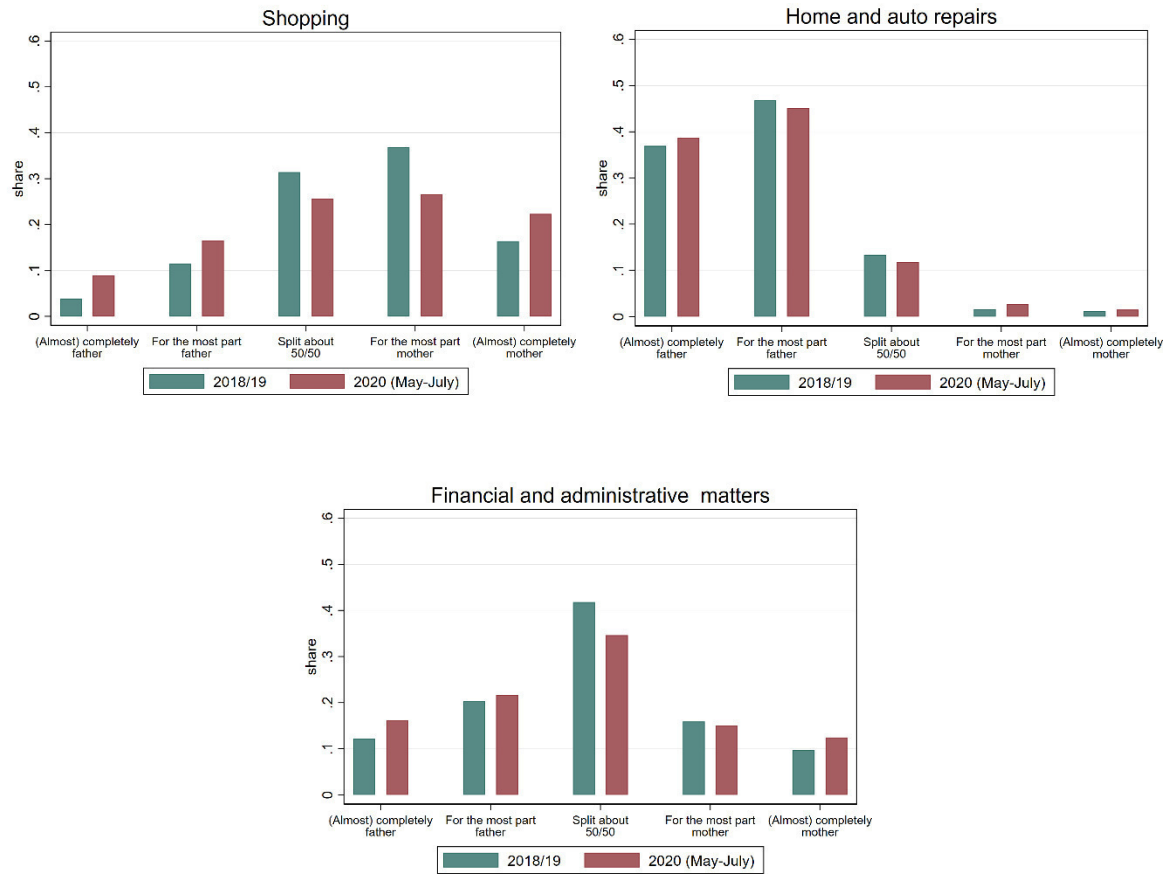 Shopping
share
.6
.5
.4
.3
.2
.1
0
(Almost) completely father
For the most part father
Split about 50/50
For the most part mother
(Almost) completely mother
2018/19
2020 (May-July)
Home and auto repairs
share
.6
.5
.4
.3
.2
.1
0
(Almost) completely father
For the most part father
Split about 50/50
For the most part mother
(Almost) completely mother
2018/19
2020 (May-July)
Financial and administrative matters
share
.6
.5
.4
.3
.2
.1
0
(Almost) completely father
For the most part father
Split about 50/50
For the most part mother
(Almost) completely mother
2018/19
2020 (May-July)